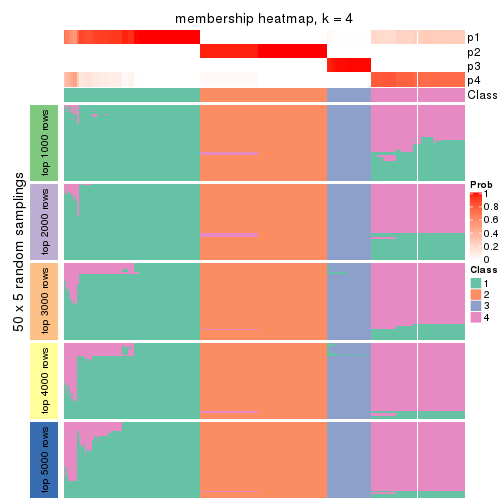 membership heatmap, k = 4
p1
p2
p3
p4
Class
50 x 5 random samplings
top 1000 rows
top 2000 rows
top 3000 rows
top 4000 rows
top 5000 rows
Prob
1
0.8
0.6
0.4
0.2
0
Class
1
2
3
4